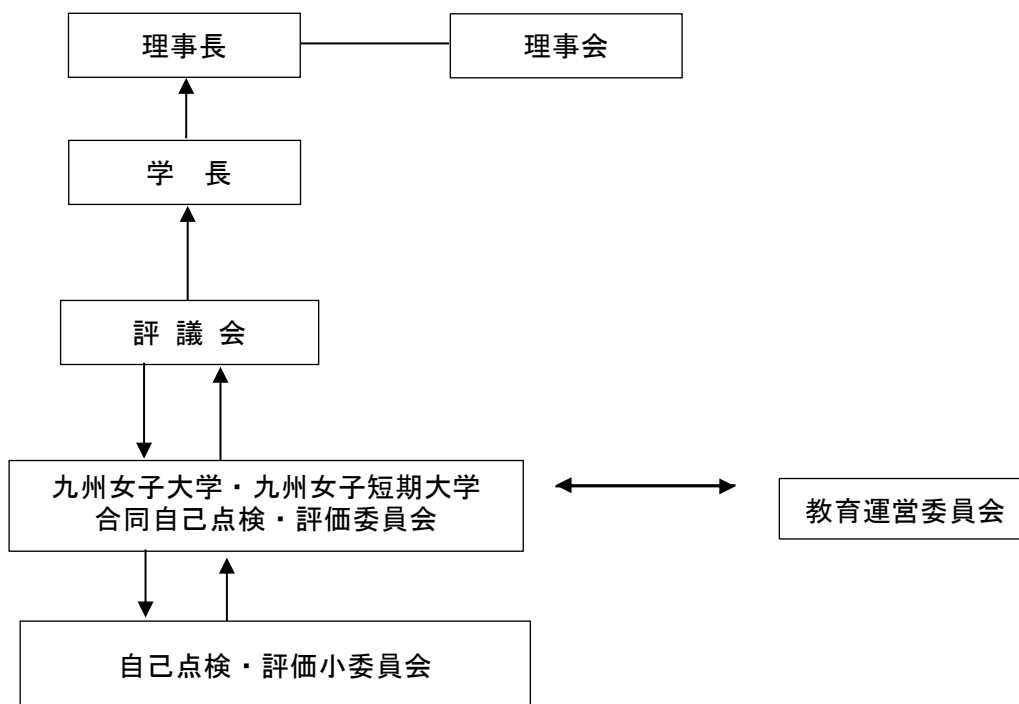 理事長
理事会
学　長
評 議 会
九州女子大学・九州女子短期大学
合同自己点検・評価委員会
教育運営委員会
自己点検・評価小委員会